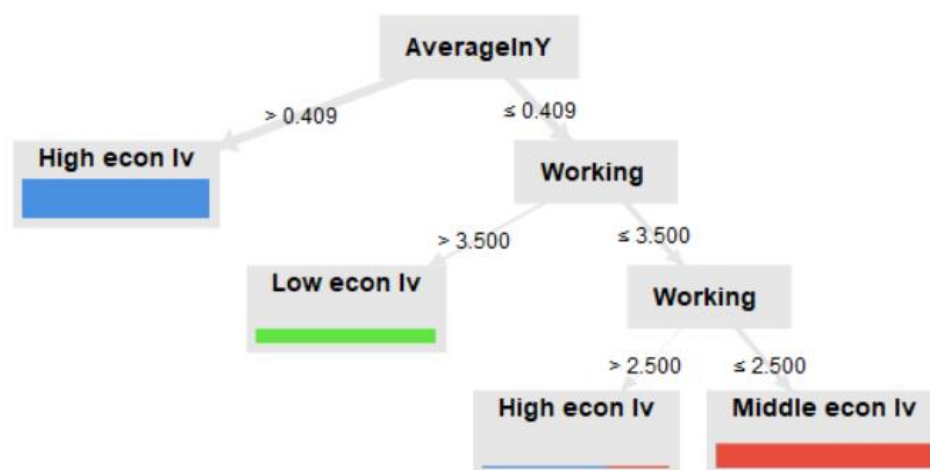 AverageInY
> 0.409
≤ 0.409
High econ lv
Working
> 3.500
≤ 3.500
Low econ lv
Working
> 2.500
≤ 2.500
High econ lv
Middle econ lv